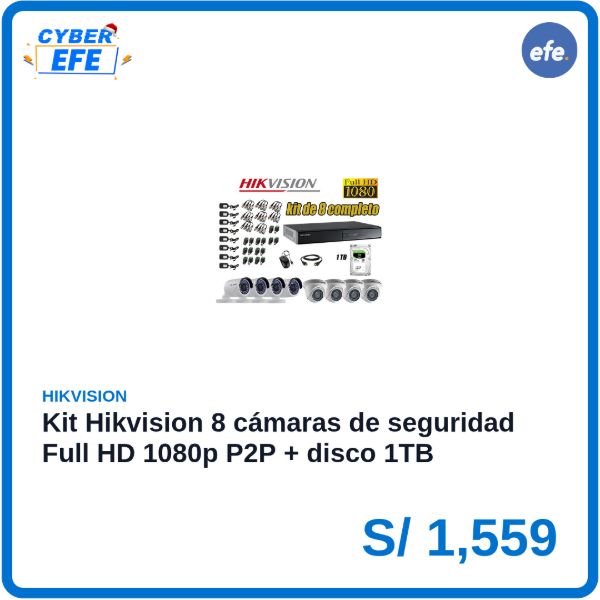 CYBER
EFE
efe.
HIKVISION
Full HD
1080
kit de 8 completo
1TB
HIKVISION
Kit Hikvision 8 cámaras de seguridad
Full HD 1080p P2P + disco 1TB
S/ 1,559